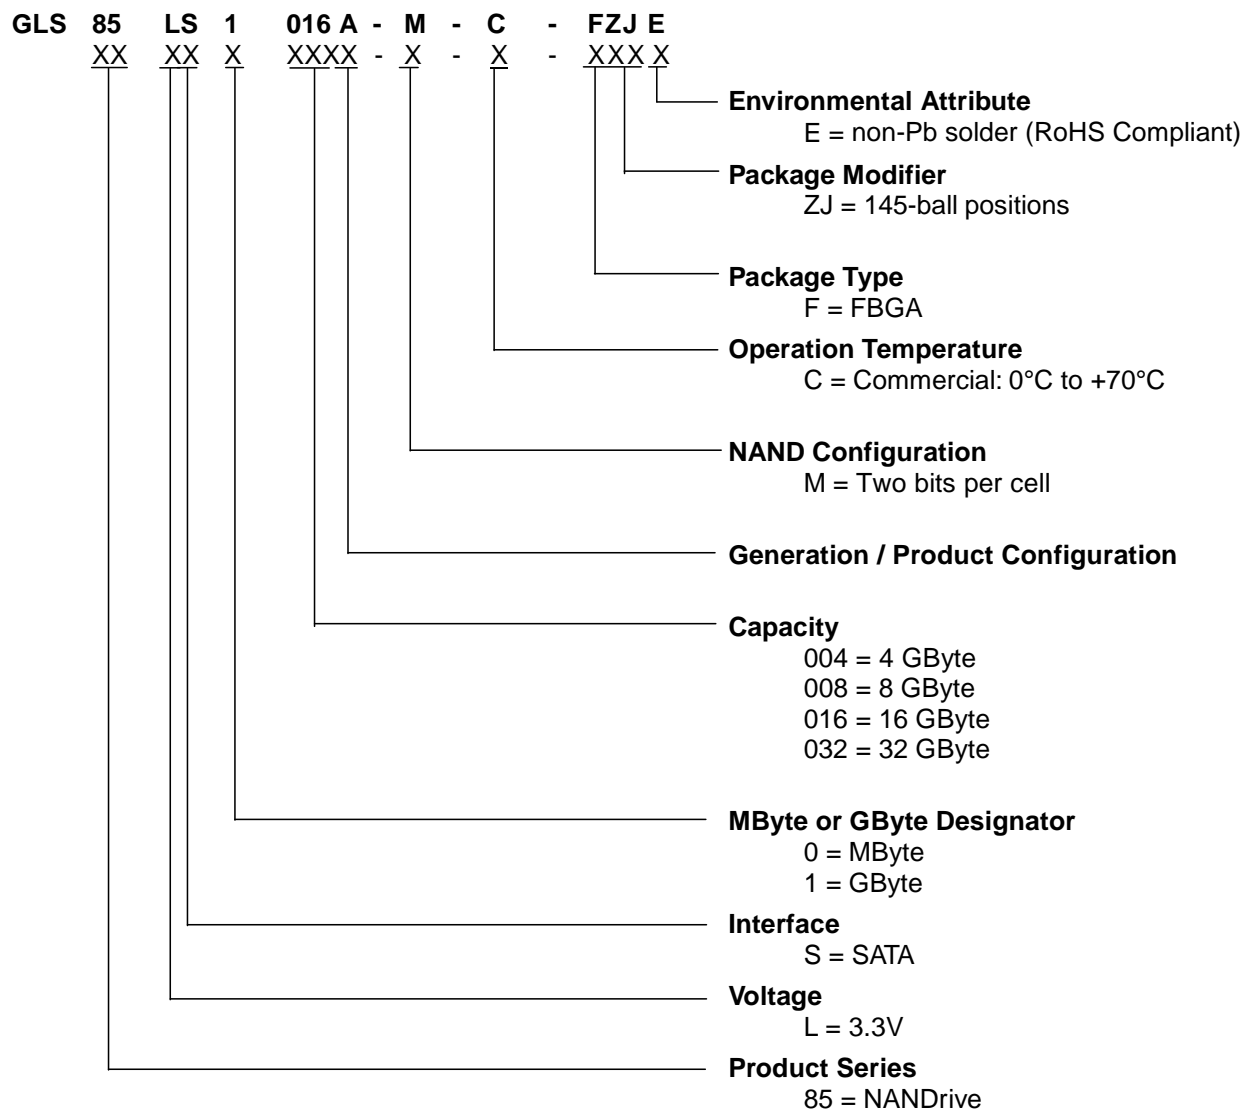 GLS 85 LS 1 016 A - M - C - FZJ E
XX XX X XXXX - X - X - XXX X
Environmental Attribute
E = non-Pb solder (RoHS Compliant)
Package Modifier
ZJ = 145-ball positions
Package Type
F = FBGA
Operation Temperature
C = Commercial: 0°C to +70°C
NAND Configuration
M = Two bits per cell
Generation / Product Configuration
Capacity
004 = 4 GByte
008 = 8 GByte
016 = 16 GByte
032 = 32 GByte
MByte or GByte Designator
0 = MByte
1 = GByte
Interface
S = SATA
Voltage
L = 3.3V
Product Series
85 = NANDrive